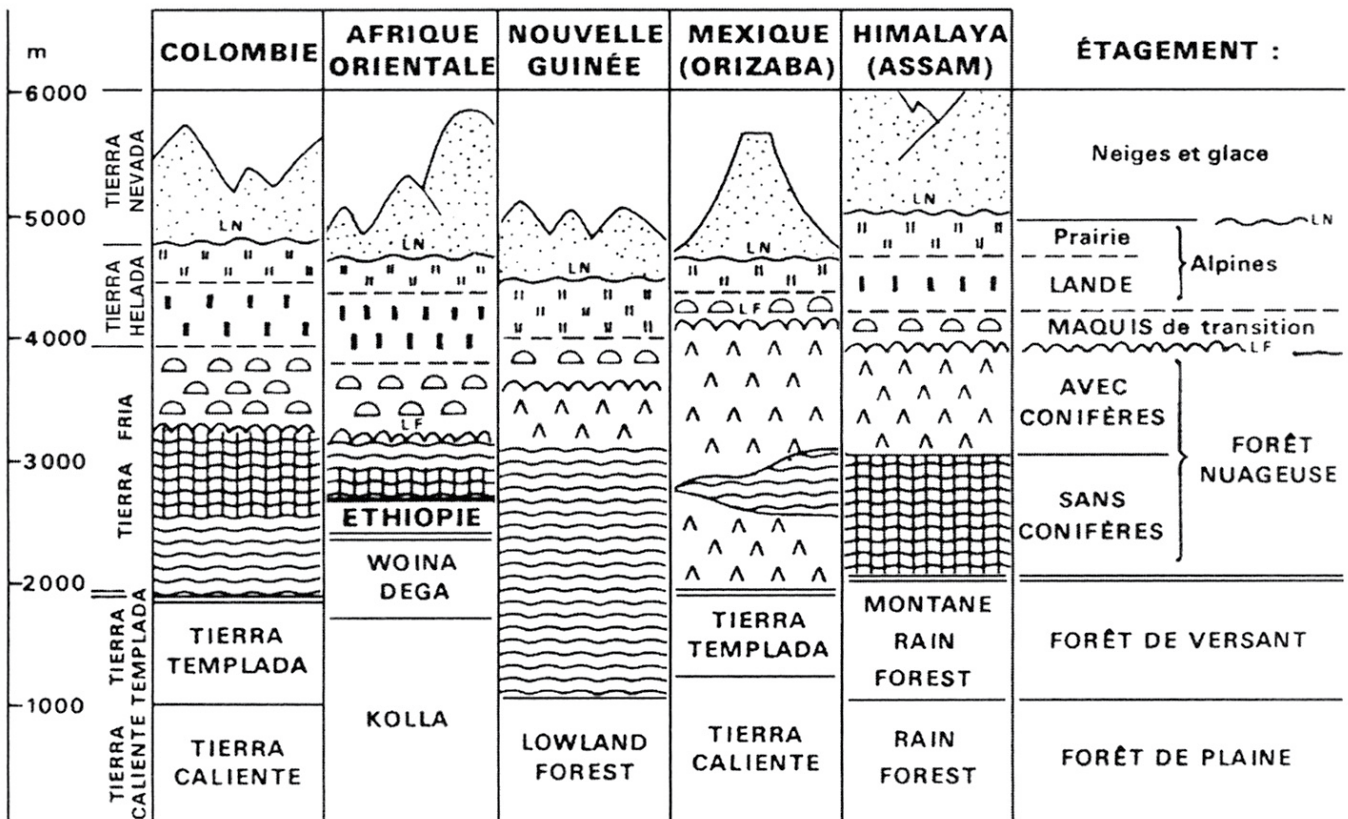 m
COLOMBIE
AFRIQUE
ORIENTALE
NOUVELLE
GUINÉE
MEXIQUE
(ORIZABA)
HIMALAYA
(ASSAM)
ÉTAGEMENT :
6000
5000
4000
3000
2000
1000
TIERRA
NEVADA
TIERRA
HELADA
TIERRA FRIA
TIERRA
TEMPLADA
TIERRA
CALIENTE
LN
TIERRA
TEMPLADA
TIERRA
CALIENTE
LN
LF
ETHIOPIE
WOINA
DEGA
KOLLA
LN
LOWLAND
FOREST
LN
LF
TIERRA
TEMPLADA
TIERRA
CALIENTE
LN
MONTANE
RAIN
FOREST
RAIN
FOREST
Neiges et glace
LN
Prairie
LANDE
Alpines
MAQUIS de transition
LF
AVEC
CONIFÈRES
SANS
CONIFÈRES
FORÊT
NUAGEUSE
FORÊT DE VERSANT
FORÊT DE PLAINE